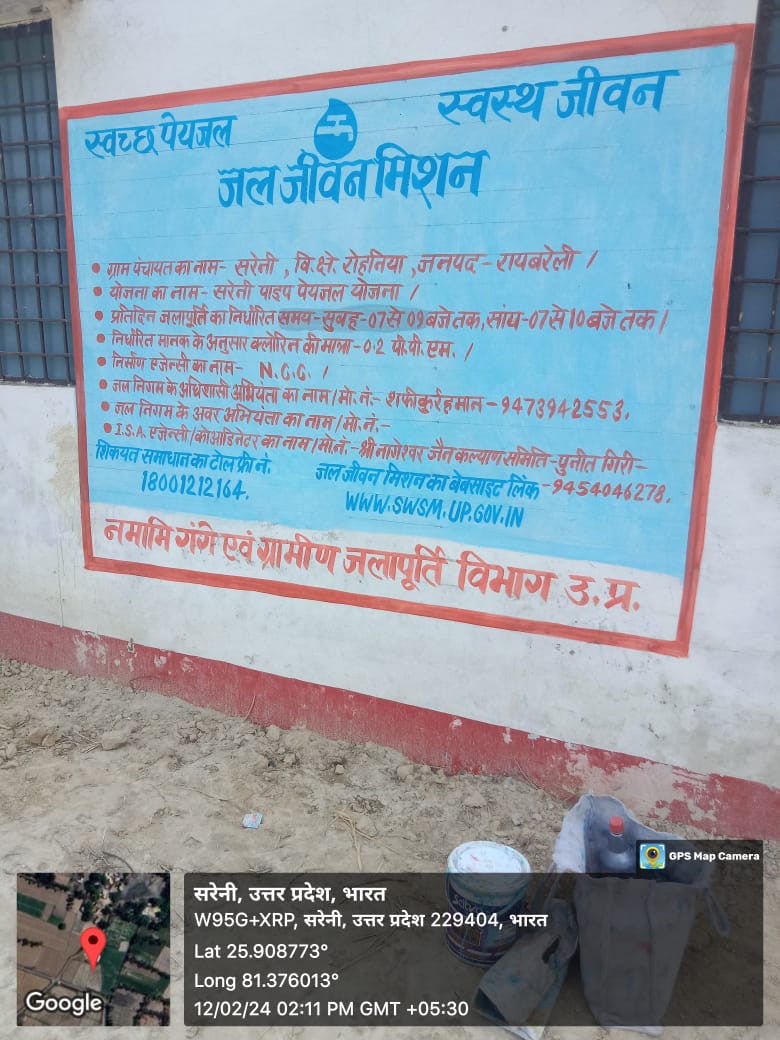 स्वच्छ पेयजल स्वस्थ जीवन
जल जीवन मिशन
• ग्राम पंचायत का नाम- सरेनी , वि.क्षे. रोहनिया ,जनपद- रायबरेली ।
• योजना का नाम- सरेनी पाइप पेयजल योजना ।
• प्रतिदिन जलापूर्ति का निर्धारित समय-सुबह-07 से 09 बजे तक, सांय-07 से 10 बजे तक।
• निर्धारित मानक के अनुसार क्लोरिन की मात्रा-0.2 पी.पी.एम. ।
• निर्माण एजेन्सी का नाम- N.C.C. ।
• जल निगम के अधिशासी अभियंता का नाम/मो.नं.- शफीकुर्रहमान-9473942553.
• जल निगम के अवर अभियंता का नाम/मो.नं.-
• I.S.A. एजेन्सी/कोआडिनेटर का नाम/मो.नं.-श्री नागेश्वर जैन कल्याण समिति-पुनीत गिरी-
शिकयत समाधान का टोल फ्री नं.
18001212164.
जल जीवन मिशन का बेबसाइट लिंक -9454046278.
WWW.SWSM.UP.GOV.IN
नमामि गंगे एवं ग्रामीण जलापूर्ति विभाग उ.प्र.
GPS Map Camera
सरेनी, उत्तर प्रदेश, भारत
W95G+XRP, सरेनी, उत्तर प्रदेश 229404, भारत
Lat 25.908773°
Long 81.376013°
12/02/24 02:11 PM GMT +05:30
Google